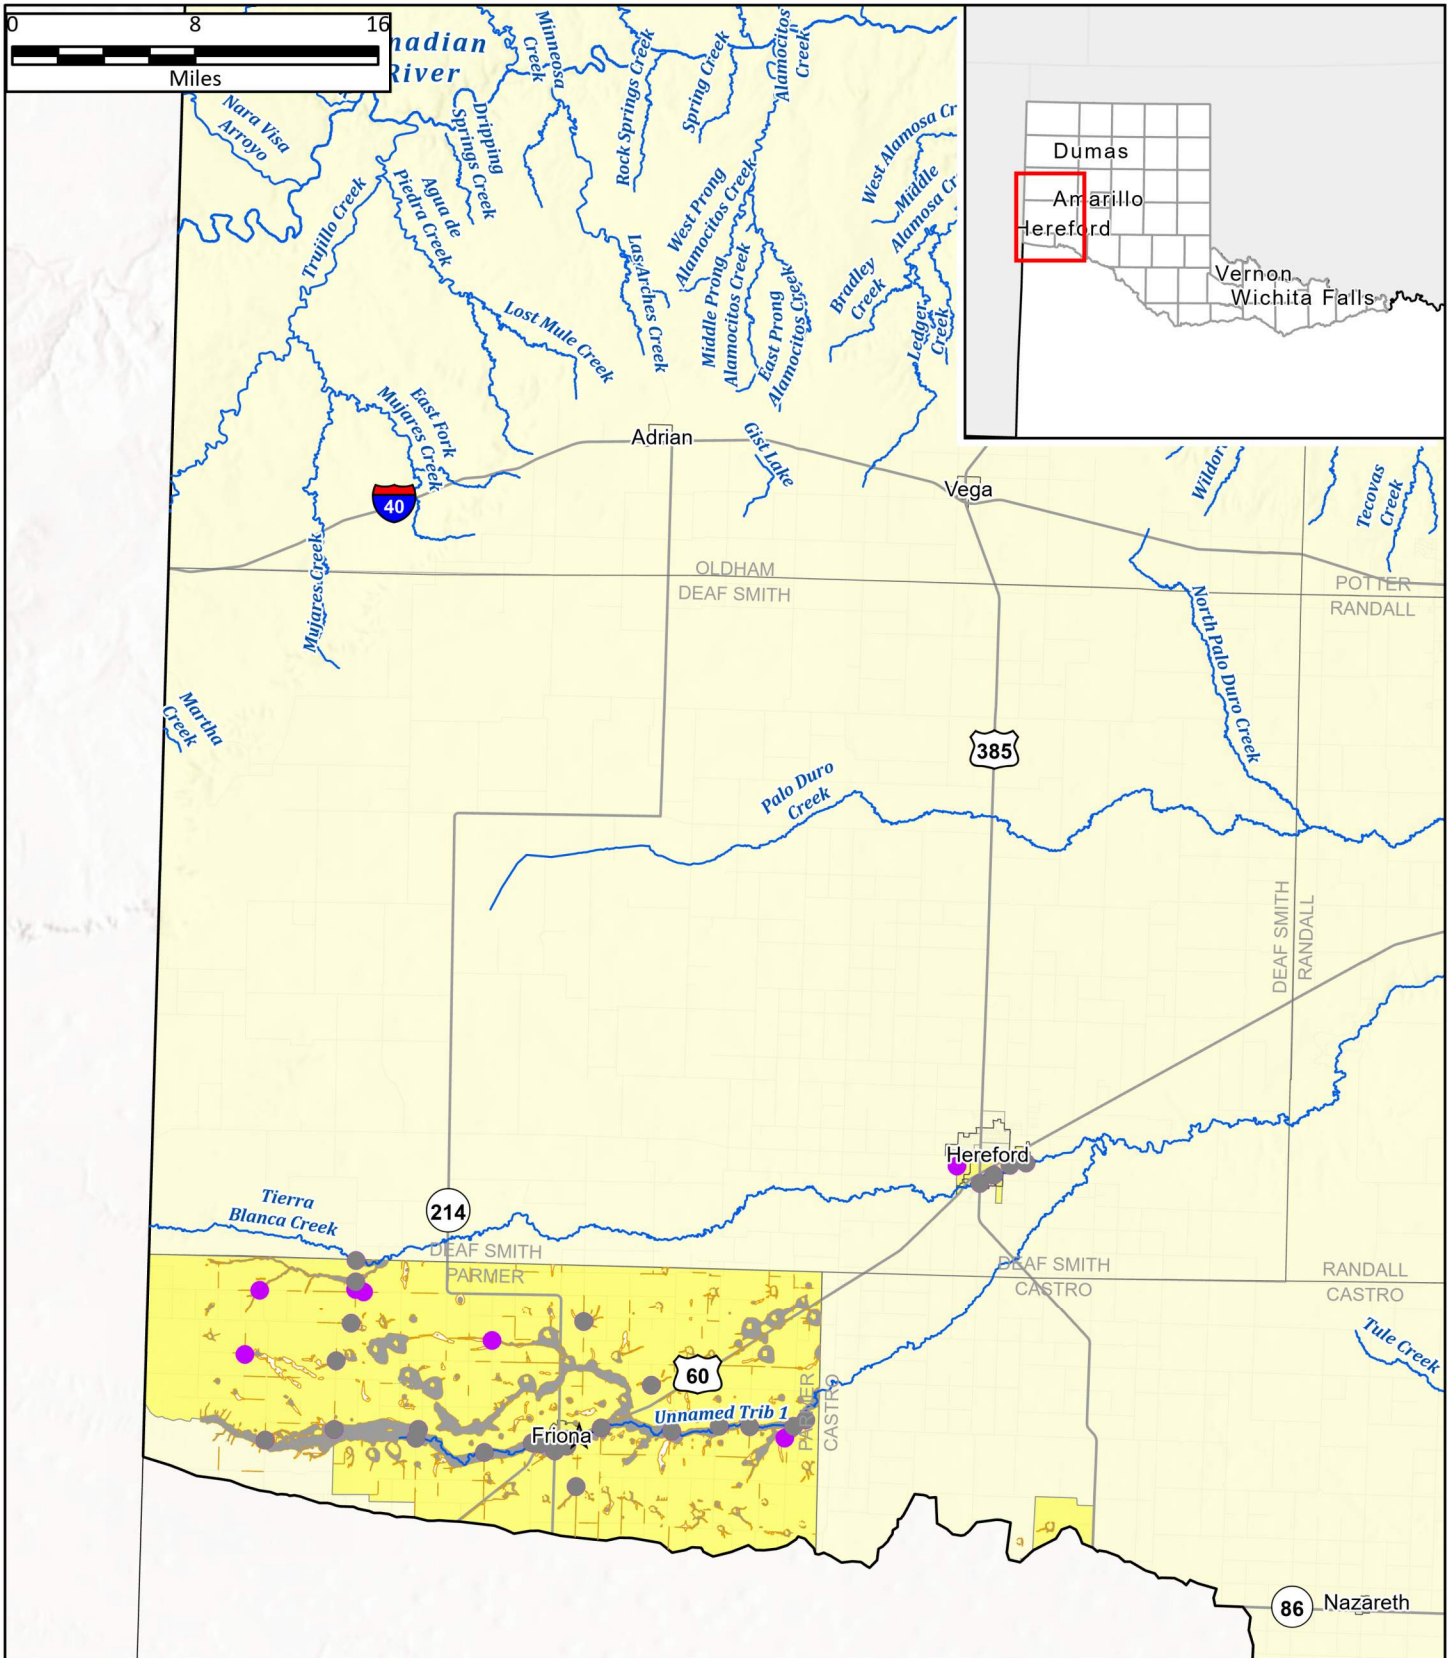 0 8 16
Miles
nadian
River
Nara Visa
Arroyo
Dripping
Springs Creek
Minneosa
Creek
Rock Springs Creek
Spring Creek
Alamocitos
Creek
West Alamosa Cr
Middle
Alamosa Cr
Trujillo Creek
Agua de
Piedra Creek
Las Arches Creek
West Prong
Alamocitos Creek
Middle Prong
Alamocitos Creek
East Prong
Alamocitos Creek
Bradley
Creek
Ledger
Creek
Lost Mule Creek
East Fork
Mujares Creek
Dumas
Amarillo
Hereford
Vernon
Wichita Falls
Adrian
Gist Lake
Vega
40
Tecovas
Creek
Mujares Creek
OLDHAM
DEAF SMITH
POTTER
RANDALL
North Palo Duro Creek
Martha
Creek
385
Palo Duro
Creek
DEAF SMITH
RANDALL
Hereford
Tierra
Blanca Creek
214
DEAF SMITH
PARMER
DEAF SMITH
CASTRO
RANDALL
CASTRO
Tule Creek
60
PARMER
CASTRO
Unnamed Trib 1
Friona
86
Nazareth